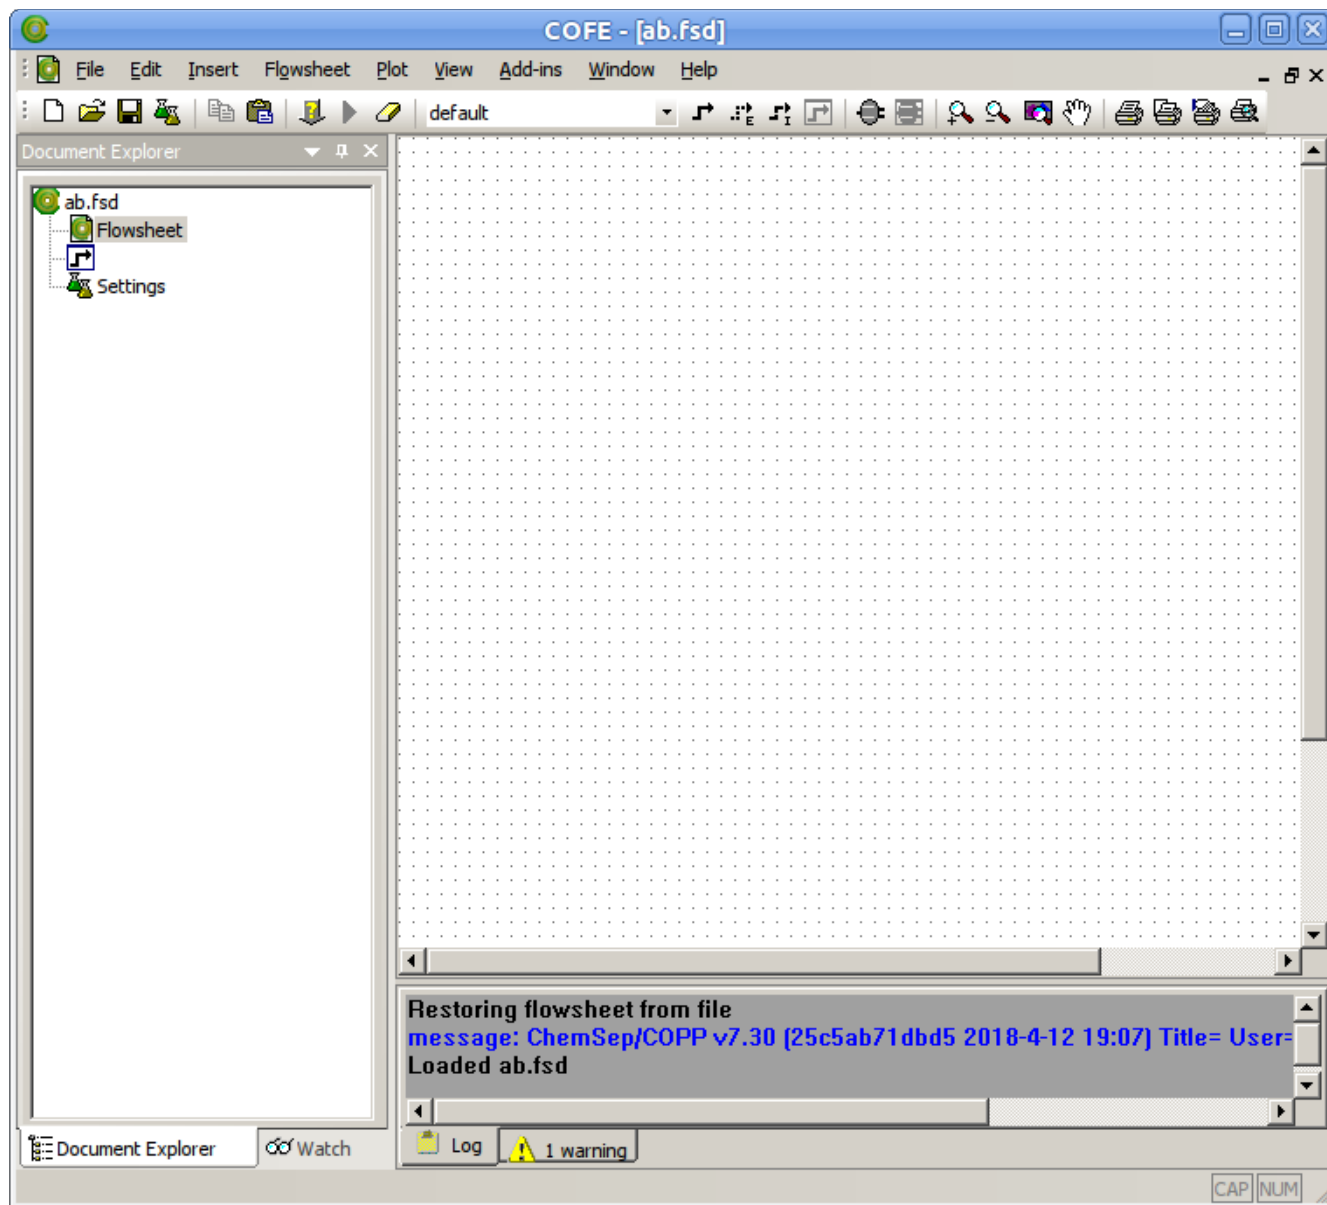 COFE - [ab.fsd]
File Edit Insert Flowsheet Plot View Add-ins Window Help
default E I
Document Explorer
ab.fsd
Flowsheet
Settings
Restoring flowsheet from file
message: ChemSep/COPP v7.30 (25c5ab71dbd5 2018-4-12 19:07) Title= User=
Loaded ab.fsd
Document Explorer Watch
Log 1 warning
CAP NUM